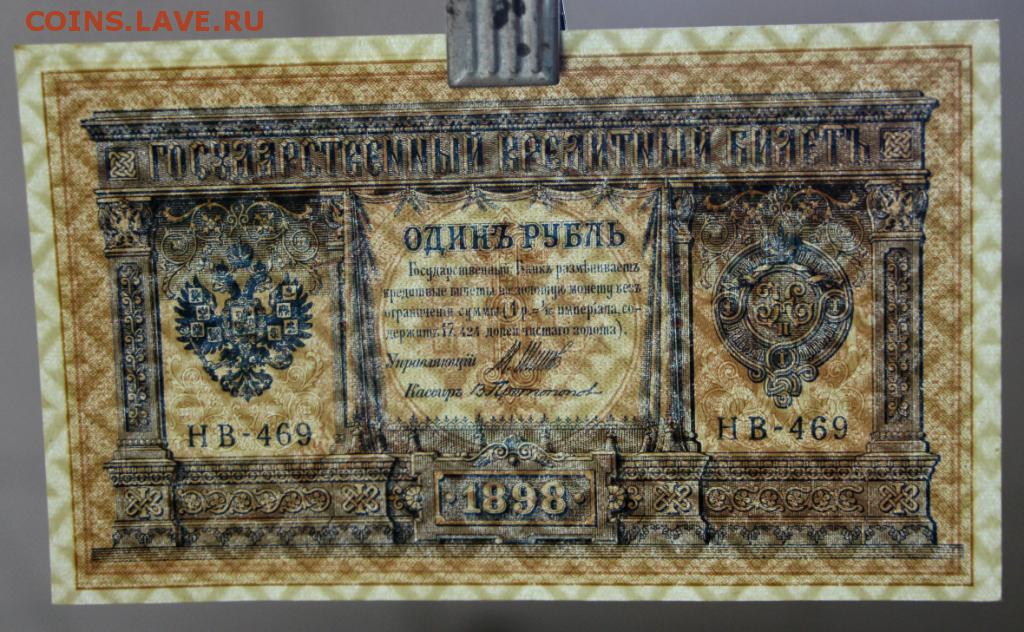 COINS.LAVE.RU
ГОСУДАРСТВЕННЫЙ КРЕДИТНЫЙ БИЛЕТЪ
ОДИНЪ РУБЛЬ
Государственный Банкъ размѣниваетъ
кредитные билеты на золотую монету безъ
ограниченія суммы (1 р. = 1/15 имперіала, со-
держитъ 17,424 долей чистаго золота).
Управляющій
Кассиръ В. Протопопов
НВ-469
НВ-469
1898